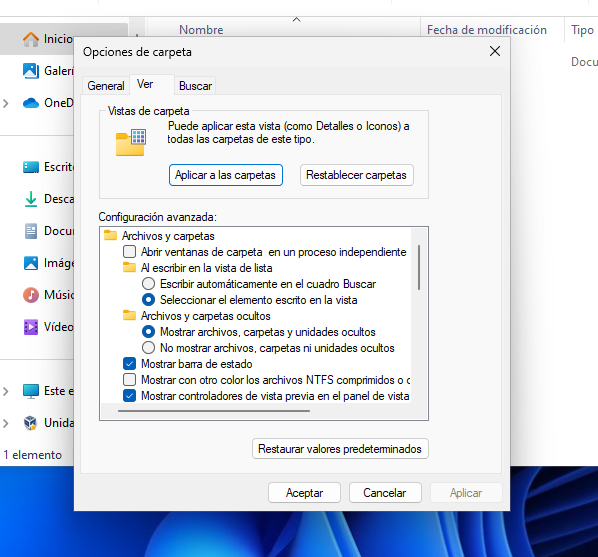 Nombre
Fecha de modificación
Tipo
Inicio
Opciones de carpeta
Docu
Galerí
General
Ver
Buscar
OneD
Vistas de carpeta
Puede aplicar esta vista (como Detalles o Iconos) a
todas las carpetas de este tipo.
Aplicar a las carpetas
Restablecer carpetas
Escrito
Desca
Docum
Imáge
Músic
Vídeo
Configuración avanzada:
Archivos y carpetas
Abrir ventanas de carpeta en un proceso independiente
Al escribir en la vista de lista
Escribir automáticamente en el cuadro Buscar
Seleccionar el elemento escrito en la vista
Archivos y carpetas ocultos
Mostrar archivos, carpetas y unidades ocultos
No mostrar archivos, carpetas ni unidades ocultos
Mostrar barra de estado
Mostrar con otro color los archivos NTFS comprimidos o c
Mostrar controladores de vista previa en el panel de vista
Este e
Unida
Restaurar valores predeterminados
1 elemento
Aceptar
Cancelar
Aplicar